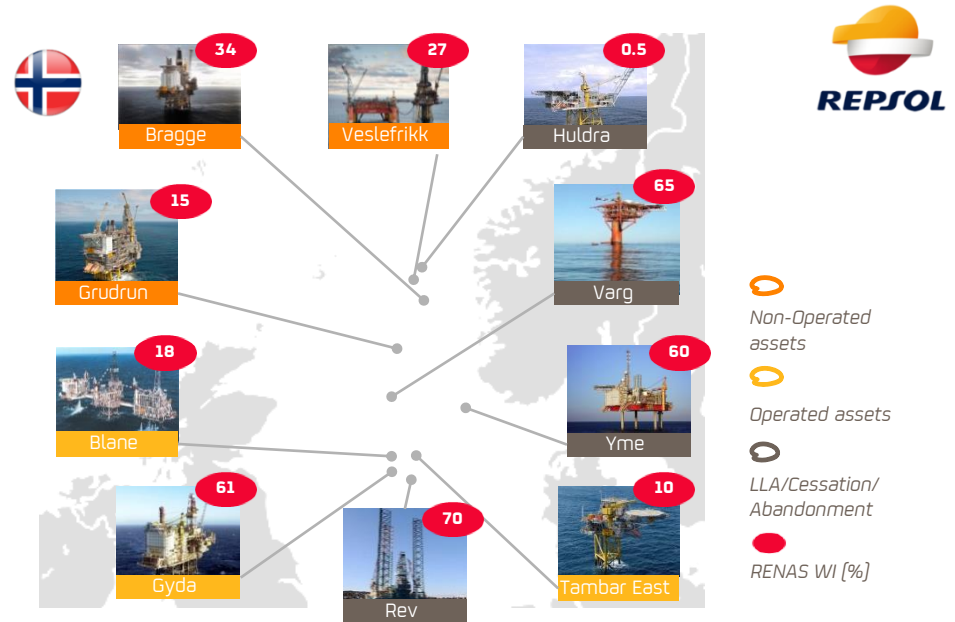 34
Bragge
27
Veslefrikk
0.5
Huldra
REPSOL
15
Grudrun
65
Varg
18
Blane
60
Yme
61
Gyda
70
Rev
10
Tambar East
Non-Operated
assets
Operated assets
LLA/Cessation/
Abandonment
RENAS WI (%)